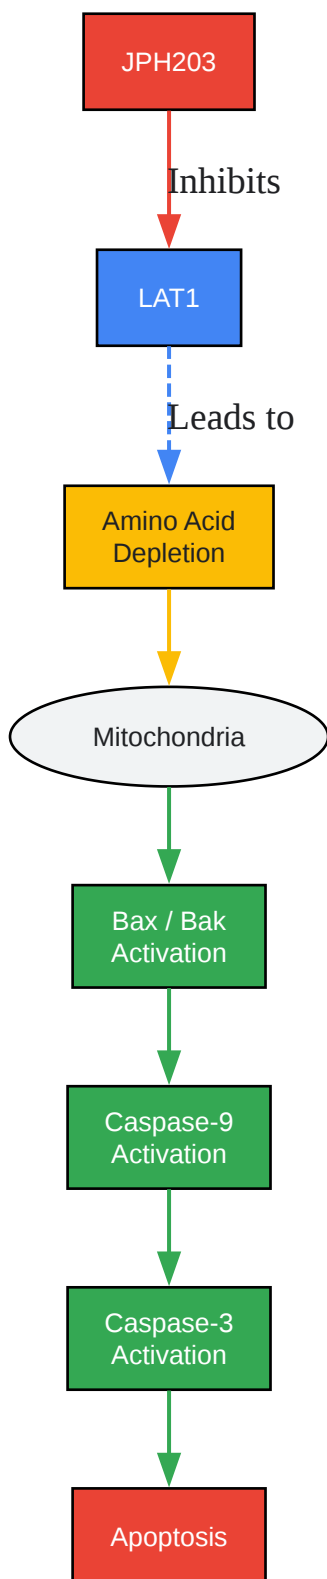 JPH203
Inhibits
LAT1
Leads to
Amino Acid
Depletion
Mitochondria
Bax / Bak
Activation
Caspase-9
Activation
Caspase-3
Activation
Apoptosis